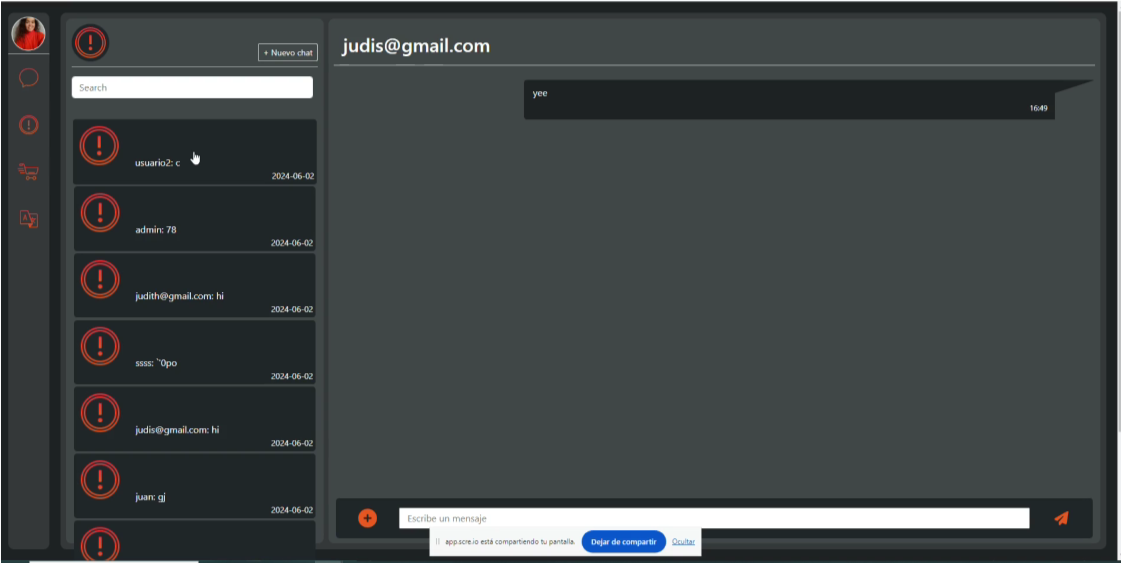 + Nuevo chat
Search
usuario2: c
2024-06-02
admin: 78
2024-06-02
judith@gmail.com: hi
2024-06-02
ssss: ``0po
2024-06-02
judis@gmail.com: hi
2024-06-02
juan: gj
2024-06-02
judis@gmail.com
yee
16:49
Escribe un mensaje
app.scre.io está compartiendo tu pantalla.
Dejar de compartir
Ocultar